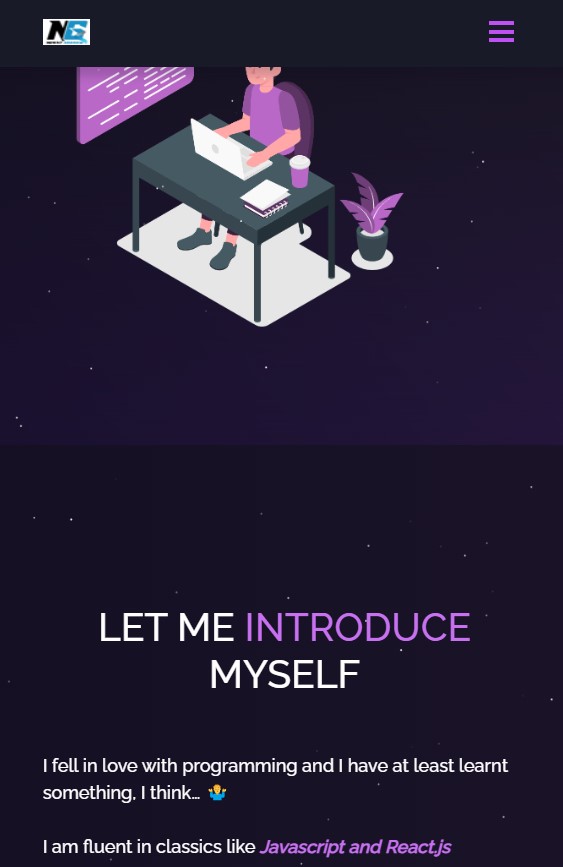 LET ME INTRODUCE
MYSELF
I fell in love with programming and I have at least learnt
something, I think… 🤷‍♂️
I am fluent in classics like Javascript and React.js